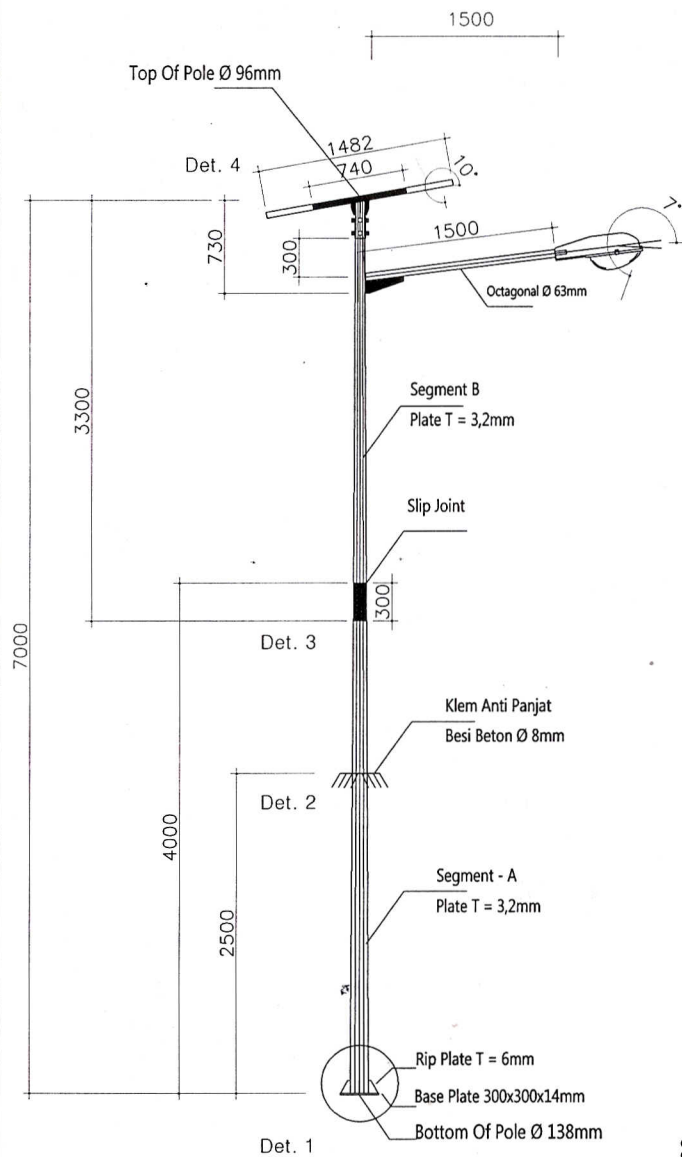 1500
Top Of Pole Ø 96mm
1482
Det. 4
740
10°
7°
730
300
1500
Octagonal Ø 63mm
3300
Segment B
Plate T = 3,2mm
Slip Joint
300
7000
Det. 3
Klem Anti Panjat
Besi Beton Ø 8mm
Det. 2
4000
2500
Segment - A
Plate T = 3,2mm
Rip Plate T = 6mm
Base Plate 300x300x14mm
Bottom Of Pole Ø 138mm
Det. 1